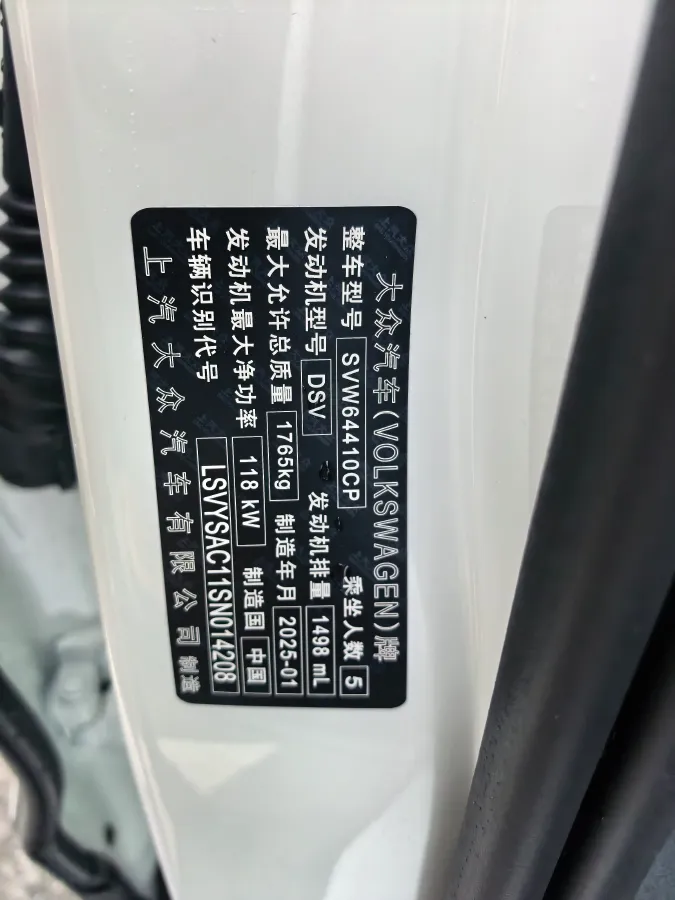 大众汽车(VOLKSWAGEN)牌
整车型号 SVW64410CP 乘坐人数 5
发动机型号 DSV 发动机排量 1498 mL
最大允许总质量 1765kg 制造年月 2025-01
发动机最大净功率 118 kW 制造国 中国
车辆识别代号 LSVYSAC11SN014208
上汽大众汽车有限公司制造